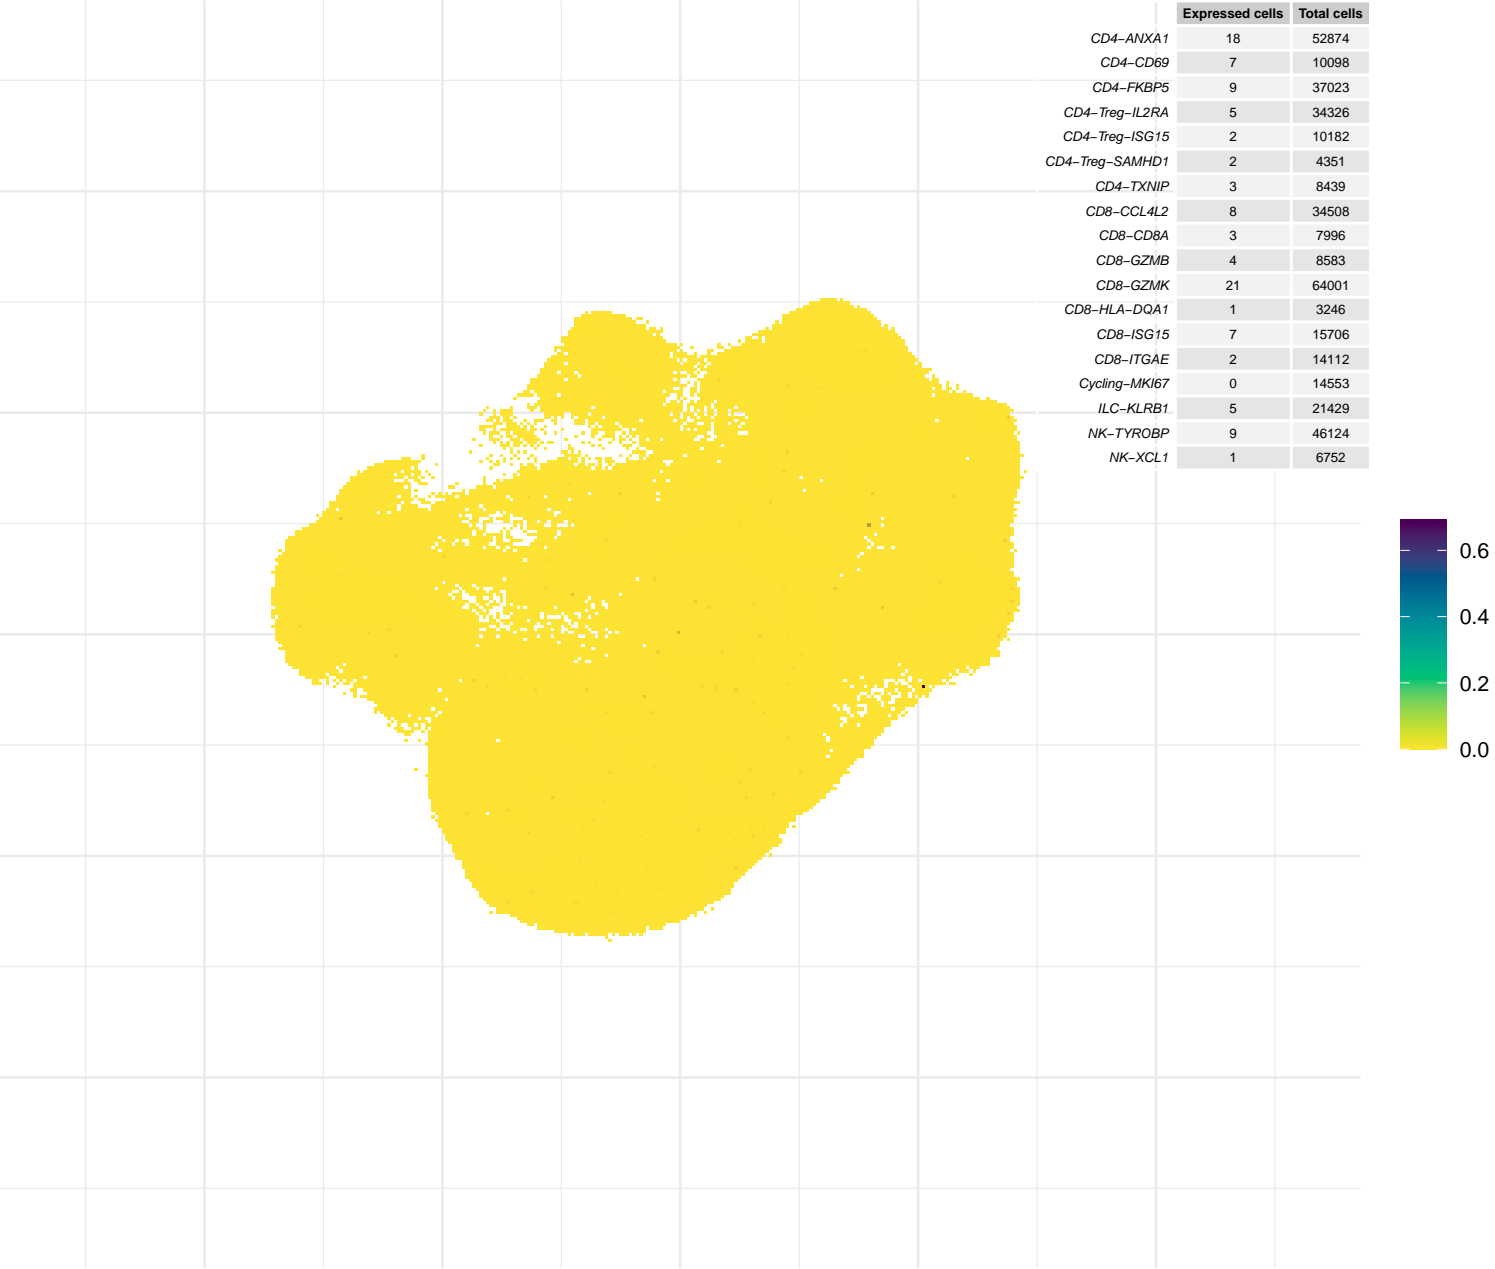 Expressed cells Total cells
CD4−ANXA1 18 52874
CD4−CD69 7 10098
CD4−FKBP5 9 37023
CD4−Treg−IL2RA 5 34326
CD4−Treg−ISG15 2 10182
CD4−Treg−SAMHD1 2 4351
CD4−TXNIP 3 8439
CD8−CCL4L2 8 34508
CD8−CD8A 3 7996
CD8−GZMB 4 8583
CD8−GZMK 21 64001
CD8−HLA−DQA1 1 3246
CD8−ISG15 7 15706
CD8−ITGAE 2 14112
Cycling−MKI67 0 14553
ILC−KLRB1 5 21429
NK−TYROBP 9 46124
NK−XCL1 1 6752
0.6
0.4
0.2
0.0